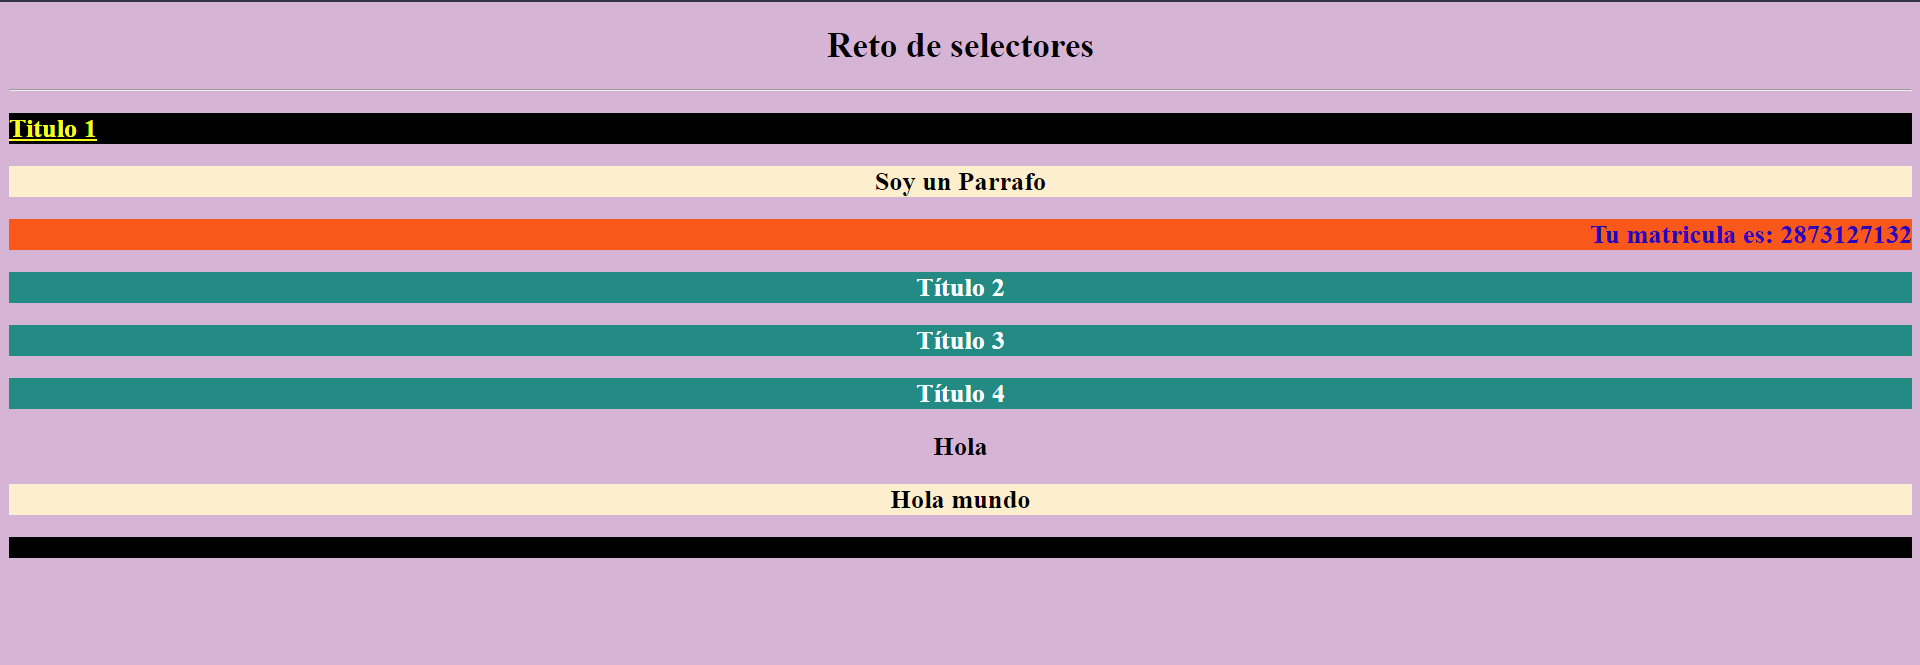 Reto de selectores
Titulo 1
Soy un Parrafo
Tu matricula es: 2873127132
Título 2
Título 3
Título 4
Hola
Hola mundo